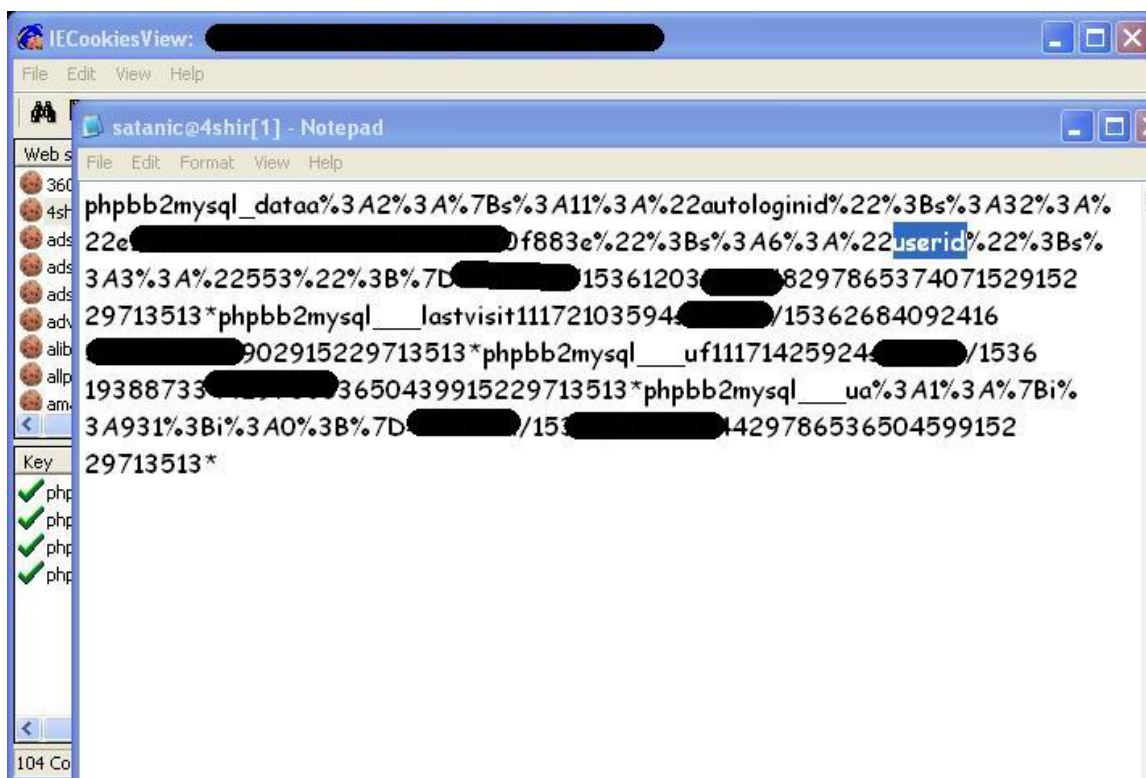 IECookiesView:
File Edit View Help
satanic@4shir[1] - Notepad
Web s
File Edit Format View Help
360
4sh
ads
ads
ads
adv
alib
allp
am
phpbb2mysql_dataa%3A2%3A%7Bs%3A11%3A%22autologinid%22%3Bs%3A32%3A%
22e 0f883e%22%3Bs%3A6%3A%22userid%22%3Bs%
3A3%3A%22553%22%3B%7D 15361203 8297865374071529152
29713513*phpbb2mysql___lastvisit11172103594s /15362684092416
902915229713513*phpbb2mysql___uf11171425924s /1536
19388733 3650439915229713513*phpbb2mysql___ua%3A1%3A%7Bi%
3A931%3Bi%3A0%3B%7D /153 4429786536504599152
29713513*
Key
php
php
php
php
104 Co